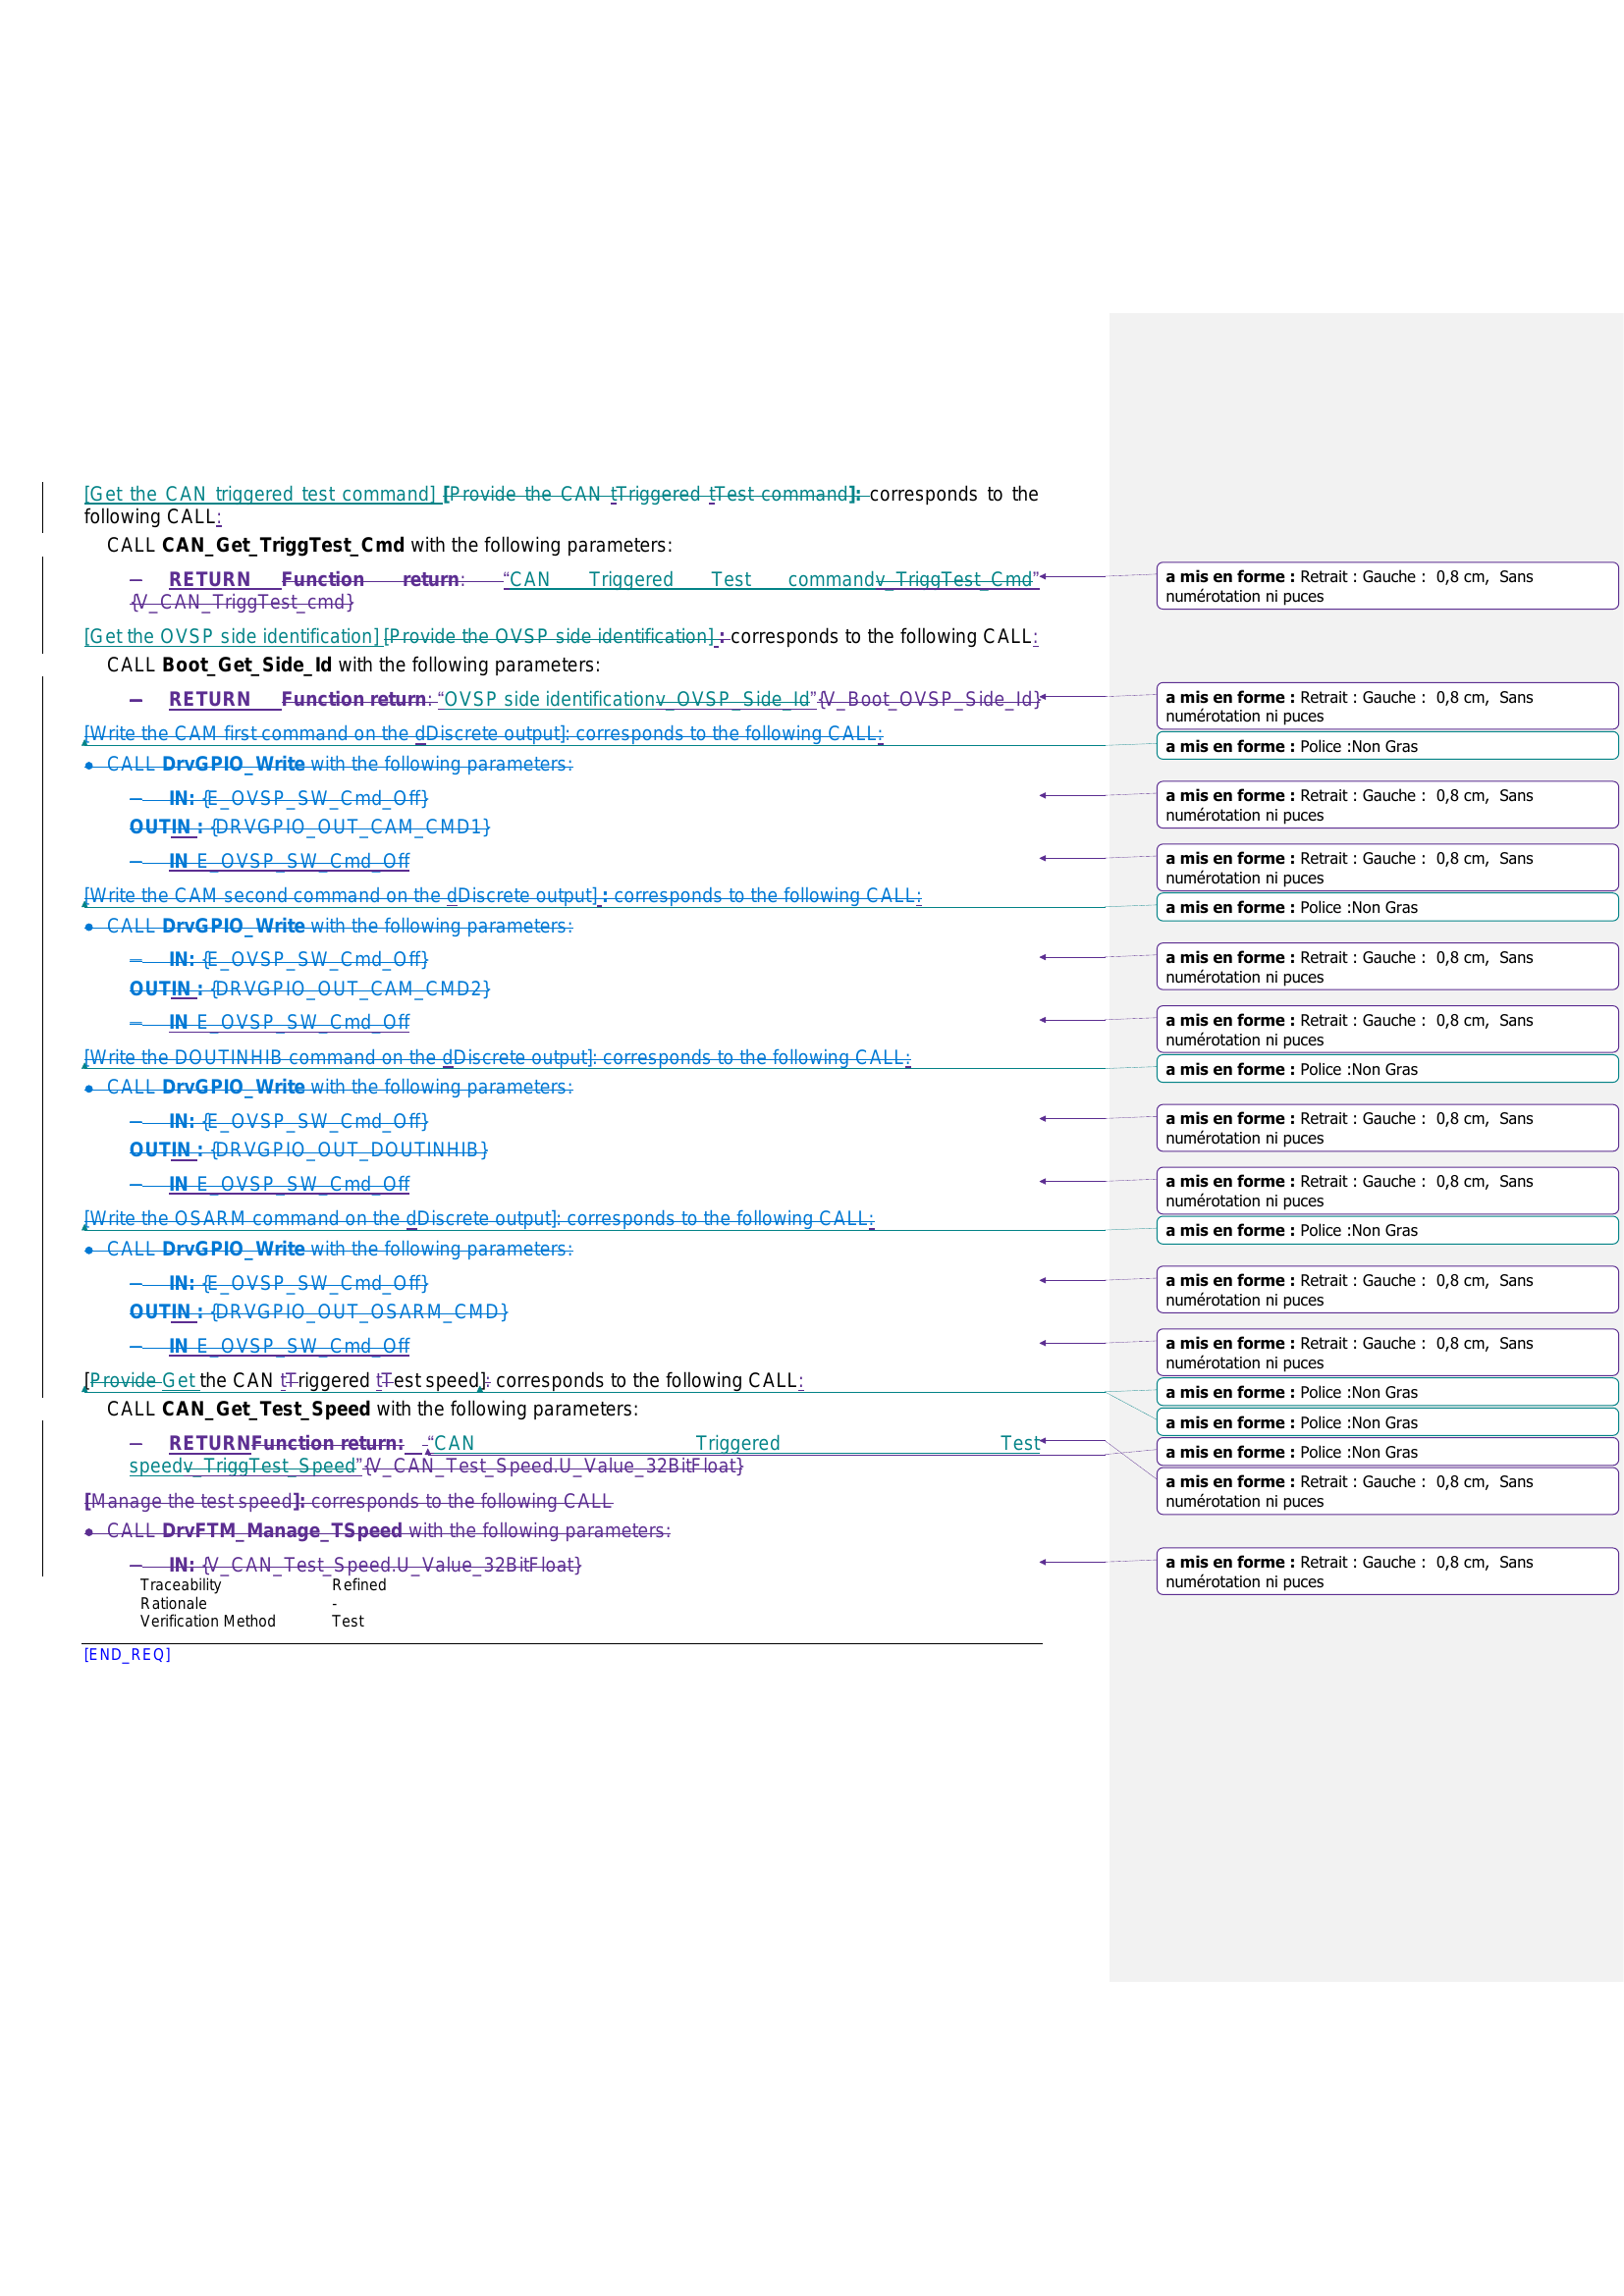 [Get the CAN triggered test command] [Provide the CAN tTriggered tTest command]: corresponds to the
following CALL:
CALL CAN_Get_TriggTest_Cmd with the following parameters:
— RETURN Function return: “CAN Triggered Test commandv_TriggTest_Cmd”
{V_CAN_TriggTest_cmd}
a mis en forme : Retrait : Gauche : 0,8 cm, Sans
numérotation ni puces
[Get the OVSP side identification] [Provide the OVSP side identification] : corresponds to the following CALL:
CALL Boot_Get_Side_Id with the following parameters:
— RETURN Function return: “OVSP side identificationv_OVSP_Side_Id”{V_Boot_OVSP_Side_Id}
a mis en forme : Retrait : Gauche : 0,8 cm, Sans
numérotation ni puces
[Write the CAM first command on the dDiscrete output]: corresponds to the following CALL:
a mis en forme : Police :Non Gras
● CALL DrvGPIO_Write with the following parameters:
— IN: {E_OVSP_SW_Cmd_Off}
a mis en forme : Retrait : Gauche : 0,8 cm, Sans
numérotation ni puces
OUTIN : {DRVGPIO_OUT_CAM_CMD1}
— IN E_OVSP_SW_Cmd_Off
a mis en forme : Retrait : Gauche : 0,8 cm, Sans
numérotation ni puces
[Write the CAM second command on the dDiscrete output] : corresponds to the following CALL:
a mis en forme : Police :Non Gras
● CALL DrvGPIO_Write with the following parameters:
— IN: {E_OVSP_SW_Cmd_Off}
a mis en forme : Retrait : Gauche : 0,8 cm, Sans
numérotation ni puces
OUTIN : {DRVGPIO_OUT_CAM_CMD2}
— IN E_OVSP_SW_Cmd_Off
a mis en forme : Retrait : Gauche : 0,8 cm, Sans
numérotation ni puces
[Write the DOUTINHIB command on the dDiscrete output]: corresponds to the following CALL:
a mis en forme : Police :Non Gras
● CALL DrvGPIO_Write with the following parameters:
— IN: {E_OVSP_SW_Cmd_Off}
a mis en forme : Retrait : Gauche : 0,8 cm, Sans
numérotation ni puces
OUTIN : {DRVGPIO_OUT_DOUTINHIB}
— IN E_OVSP_SW_Cmd_Off
a mis en forme : Retrait : Gauche : 0,8 cm, Sans
numérotation ni puces
[Write the OSARM command on the dDiscrete output]: corresponds to the following CALL:
a mis en forme : Police :Non Gras
● CALL DrvGPIO_Write with the following parameters:
— IN: {E_OVSP_SW_Cmd_Off}
a mis en forme : Retrait : Gauche : 0,8 cm, Sans
numérotation ni puces
OUTIN : {DRVGPIO_OUT_OSARM_CMD}
— IN E_OVSP_SW_Cmd_Off
a mis en forme : Retrait : Gauche : 0,8 cm, Sans
numérotation ni puces
[Provide Get the CAN tTriggered tTest speed]: corresponds to the following CALL:
a mis en forme : Police :Non Gras
a mis en forme : Police :Non Gras
CALL CAN_Get_Test_Speed with the following parameters:
— RETURNFunction return: “CAN Triggered Test
speedv_TriggTest_Speed”{V_CAN_Test_Speed.U_Value_32BitFloat}
a mis en forme : Police :Non Gras
a mis en forme : Retrait : Gauche : 0,8 cm, Sans
numérotation ni puces
[Manage the test speed]: corresponds to the following CALL
● CALL DrvFTM_Manage_TSpeed with the following parameters:
— IN: {V_CAN_Test_Speed.U_Value_32BitFloat}
a mis en forme : Retrait : Gauche : 0,8 cm, Sans
numérotation ni puces
Traceability Refined
Rationale -
Verification Method Test
[END_REQ]